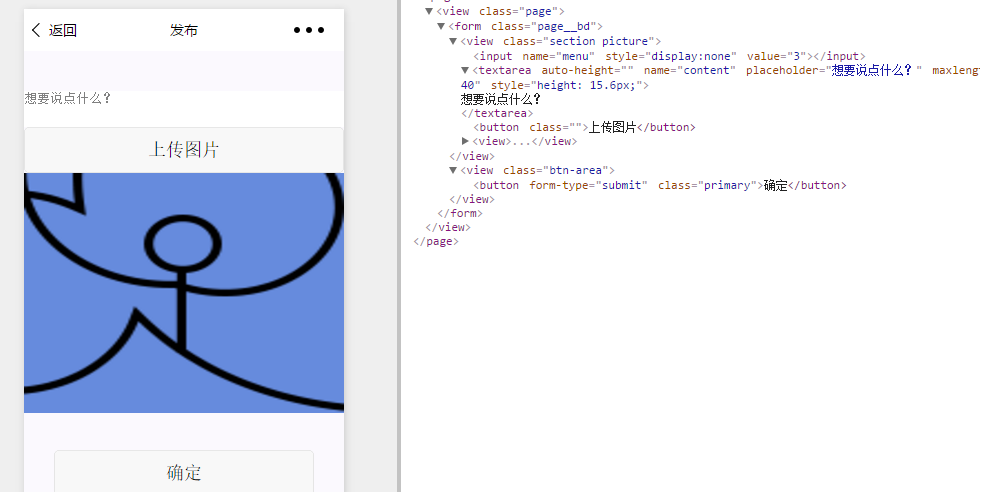 返回
发布
想要说点什么？
上传图片
确定
<view class="page">
<form class="page__bd">
<view class="section picture">
<input name="menu" style="display:none" value="3"></input>
<textarea auto-height="" name="content" placeholder="想要说点什么？" maxleng
40" style="height: 15.6px;">
想要说点什么？
</textarea>
<button class="">上传图片</button>
<view>...</view>
</view>
<view class="btn-area">
<button form-type="submit" class="primary">确定</button>
</view>
</form>
</view>
</page>